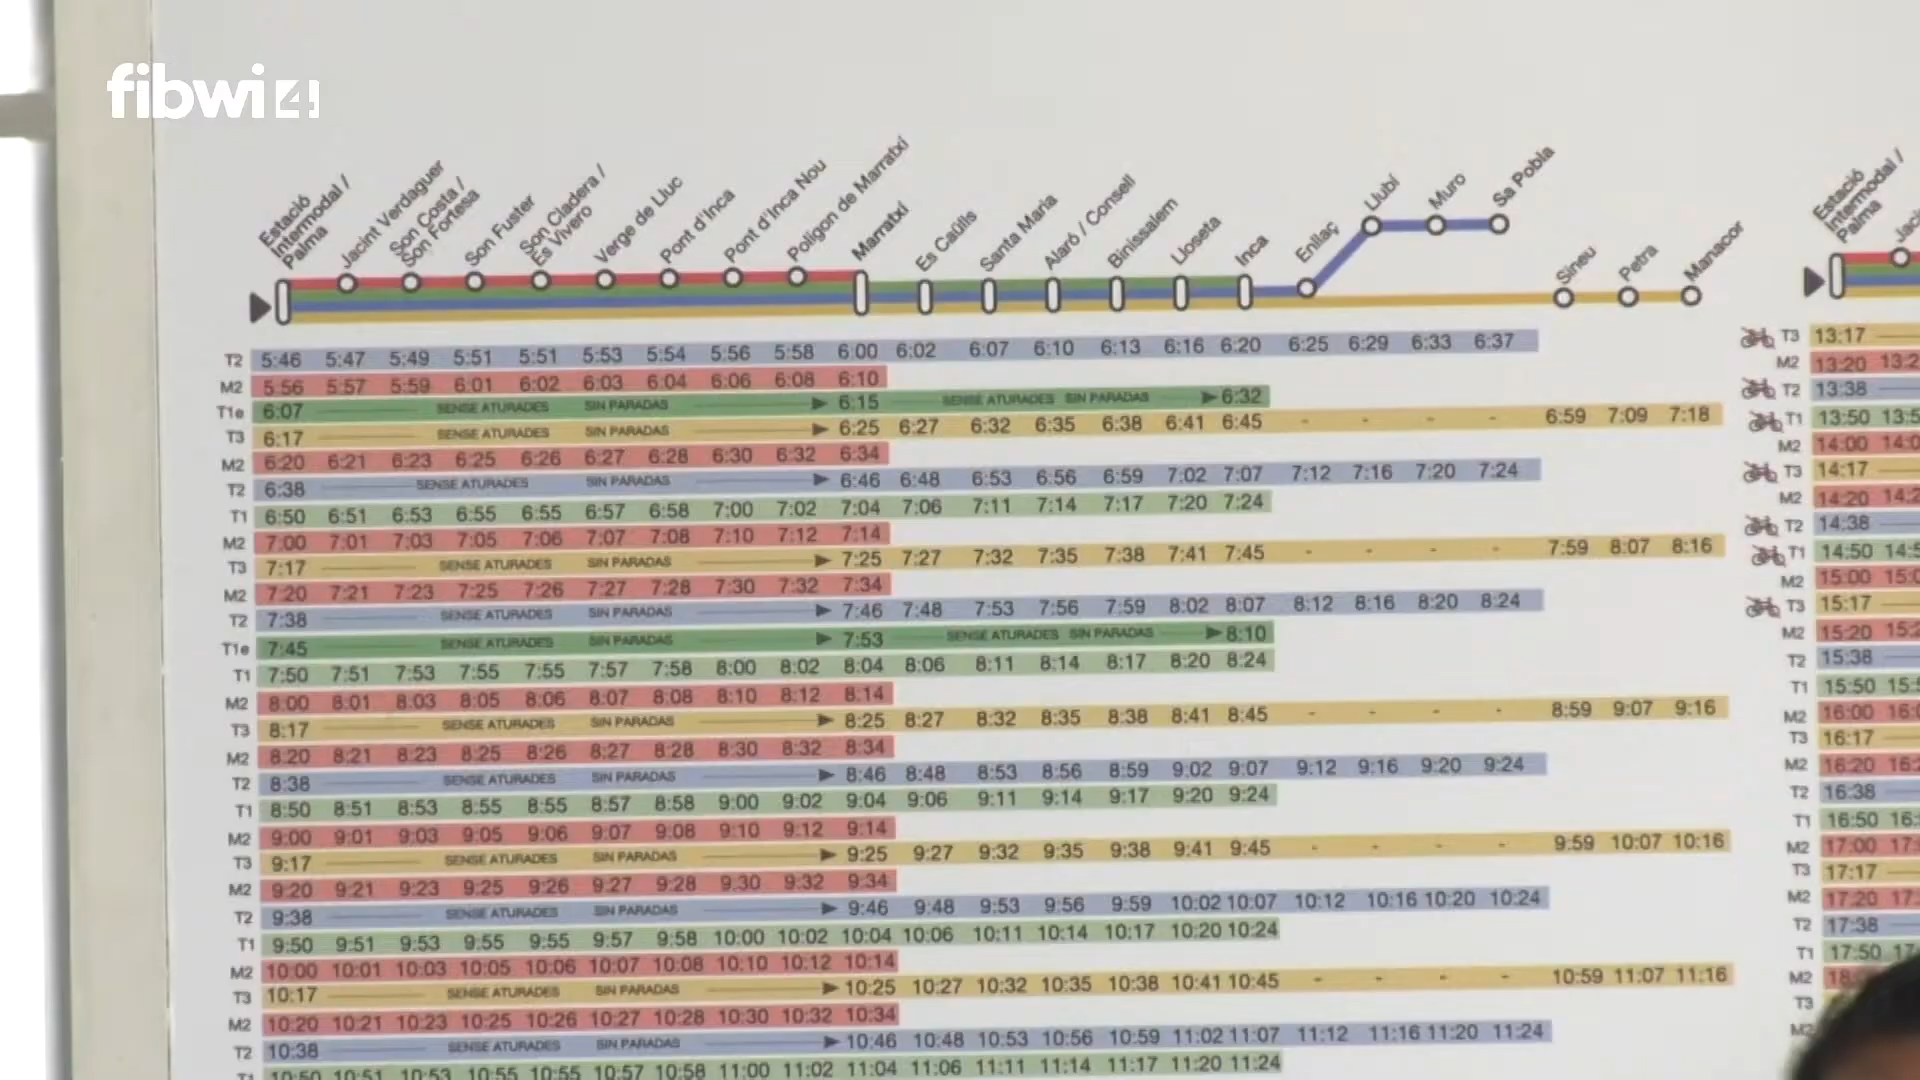 fibwi4
Estació Intermodal / Palma
Jacint Verdaguer
Son Costa / Son Fortesa
Son Fuster
Son Cladera / Es Vivero
Verge de Lluc
Pont d'Inca
Pont d'Inca Nou
Polígon de Marratxí
Marratxí
Es Caülls
Santa Maria
Alaró / Consell
Binissalem
Lloseta
Inca
Enllaç
Llubí
Muro
Sa Pobla
Sineu
Petra
Manacor
T2 5:46 5:47 5:49 5:51 5:51 5:53 5:54 5:56 5:58 6:00 6:02 6:07 6:10 6:13 6:16 6:20 6:25 6:29 6:33 6:37
M2 5:56 5:57 5:59 6:01 6:02 6:03 6:04 6:06 6:08 6:10
T1e 6:07 SENSE ATURADES SIN PARADAS 6:15 SENSE ATURADES SIN PARADAS 6:32
T3 6:17 SENSE ATURADES SIN PARADAS 6:25 6:27 6:32 6:35 6:38 6:41 6:45 - - - - 6:59 7:09 7:18
M2 6:20 6:21 6:23 6:25 6:26 6:27 6:28 6:30 6:32 6:34
T2 6:38 SENSE ATURADES SIN PARADAS 6:46 6:48 6:53 6:56 6:59 7:02 7:07 7:12 7:16 7:20 7:24
T1 6:50 6:51 6:53 6:55 6:55 6:57 6:58 7:00 7:02 7:04 7:06 7:11 7:14 7:17 7:20 7:24
M2 7:00 7:01 7:03 7:05 7:06 7:07 7:08 7:10 7:12 7:14
T3 7:17 SENSE ATURADES SIN PARADAS 7:25 7:27 7:32 7:35 7:38 7:41 7:45 - - - - 7:59 8:07 8:16
M2 7:20 7:21 7:23 7:25 7:26 7:27 7:28 7:30 7:32 7:34
T2 7:38 SENSE ATURADES SIN PARADAS 7:46 7:48 7:53 7:56 7:59 8:02 8:07 8:12 8:16 8:20 8:24
T1e 7:45 SENSE ATURADES SIN PARADAS 7:53 SENSE ATURADES SIN PARADAS 8:10
T1 7:50 7:51 7:53 7:55 7:55 7:57 7:58 8:00 8:02 8:04 8:06 8:11 8:14 8:17 8:20 8:24
M2 8:00 8:01 8:03 8:05 8:06 8:07 8:08 8:10 8:12 8:14
T3 8:17 SENSE ATURADES SIN PARADAS 8:25 8:27 8:32 8:35 8:38 8:41 8:45 - - - - 8:59 9:07 9:16
M2 8:20 8:21 8:23 8:25 8:26 8:27 8:28 8:30 8:32 8:34
T2 8:38 SENSE ATURADES SIN PARADAS 8:46 8:48 8:53 8:56 8:59 9:02 9:07 9:12 9:16 9:20 9:24
T1 8:50 8:51 8:53 8:55 8:55 8:57 8:58 9:00 9:02 9:04 9:06 9:11 9:14 9:17 9:20 9:24
M2 9:00 9:01 9:03 9:05 9:06 9:07 9:08 9:10 9:12 9:14
T3 9:17 SENSE ATURADES SIN PARADAS 9:25 9:27 9:32 9:35 9:38 9:41 9:45 - - - - 9:59 10:07 10:16
M2 9:20 9:21 9:23 9:25 9:26 9:27 9:28 9:30 9:32 9:34
T2 9:38 SENSE ATURADES SIN PARADAS 9:46 9:48 9:53 9:56 9:59 10:02 10:07 10:12 10:16 10:20 10:24
T1 9:50 9:51 9:53 9:55 9:55 9:57 9:58 10:00 10:02 10:04 10:06 10:11 10:14 10:17 10:20 10:24
M2 10:00 10:01 10:03 10:05 10:06 10:07 10:08 10:10 10:12 10:14
T3 10:17 SENSE ATURADES SIN PARADAS 10:25 10:27 10:32 10:35 10:38 10:41 10:45 - - - - 10:59 11:07 11:16
M2 10:20 10:21 10:23 10:25 10:26 10:27 10:28 10:30 10:32 10:34
T2 10:38 SENSE ATURADES SIN PARADAS 10:46 10:48 10:53 10:56 10:59 11:02 11:07 11:12 11:16 11:20 11:24
T1 10:50 10:51 10:53 10:55 10:55 10:57 10:58 11:00 11:02 11:04 11:06 11:11 11:14 11:17 11:20 11:24
Estació Intermodal / Palma
T3 13:17
M2 13:20
T2 13:38
T1 13:50
M2 14:00
T3 14:17
M2 14:20
T2 14:38
T1 14:50
M2 15:00
T3 15:17
M2 15:20
T2 15:38
T1 15:50
M2 16:00
T3 16:17
M2 16:20
T2 16:38
T1 16:50
M2 17:00
T3 17:17
M2 17:20
T2 17:38
T1 17:50
M2
T3